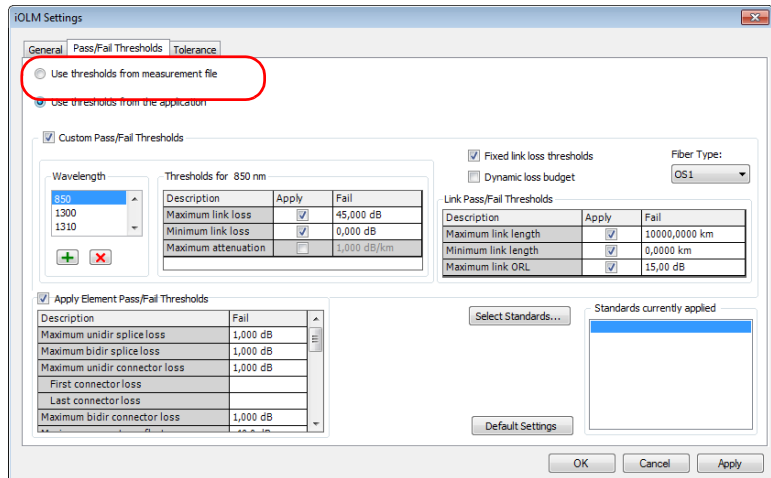 iOLM Settings
General Pass/Fail Thresholds Tolerance
Use thresholds from measurement file
Use thresholds from the application
Custom Pass/Fail Thresholds
Wavelength
850
1300
1310
Thresholds for 850 nm
Description Apply Fail
Maximum link loss 45,000 dB
Minimum link loss 0,000 dB
Maximum attenuation 1,000 dB/km
Fixed link loss thresholds
Dynamic loss budget
Fiber Type:
OS1
Link Pass/Fail Thresholds
Description Apply Fail
Maximum link length 10000,0000 km
Minimum link length 0,0000 km
Maximum link ORL 15,00 dB
Apply Element Pass/Fail Thresholds
Description Fail
Maximum unidir splice loss 1,000 dB
Maximum bidir splice loss 1,000 dB
Maximum unidir connector loss 1,000 dB
First connector loss
Last connector loss
Maximum bidir connector loss 1,000 dB
Select Standards...
Standards currently applied
Default Settings
OK Cancel Apply